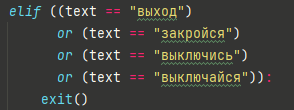 elif ((text == "выход")
or (text == "закройся")
or (text == "выключись")
or (text == "выключайся")):
exit()